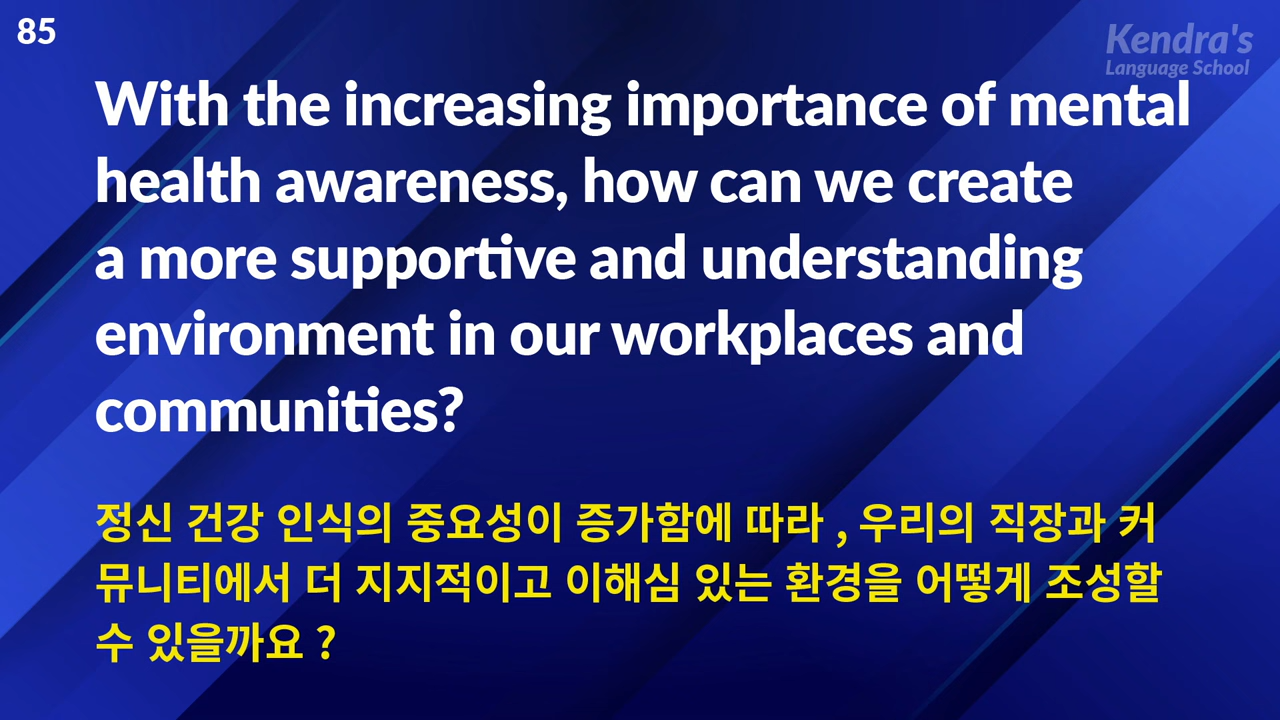 85
Kendra's
Language School
With the increasing importance of mental
health awareness, how can we create
a more supportive and understanding
environment in our workplaces and
communities?
정신 건강 인식의 중요성이 증가함에 따라 , 우리의 직장과 커
뮤니티에서 더 지지적이고 이해심 있는 환경을 어떻게 조성할
수 있을까요 ?